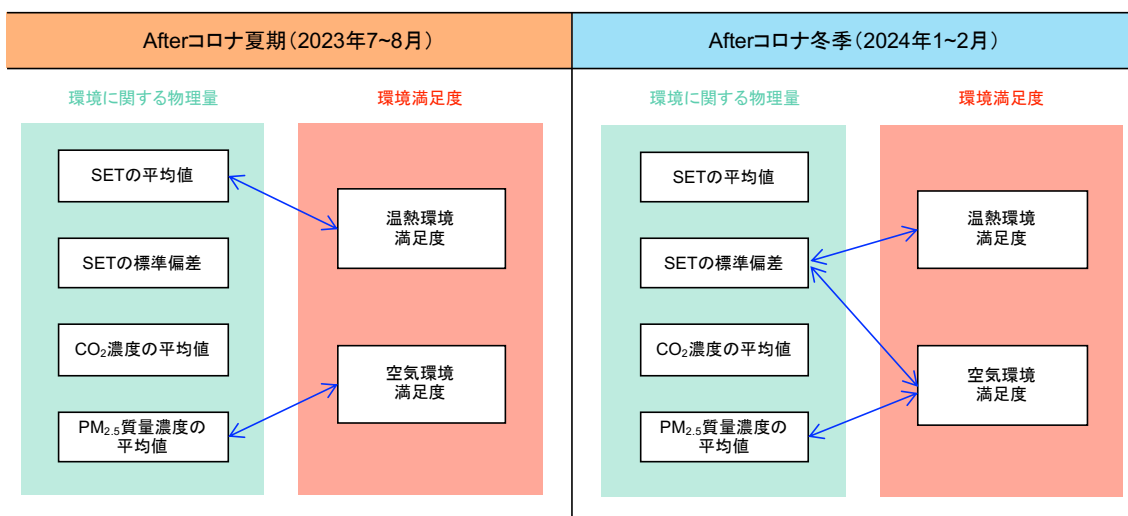 Afterコロナ夏期(2023年7~8月)
環境に関する物理量
環境満足度
SETの平均値
SETの標準偏差
CO₂濃度の平均値
PM₂.₅質量濃度の
平均値
温熱環境
満足度
空気環境
満足度
Afterコロナ冬季(2024年1~2月)
環境に関する物理量
環境満足度
SETの平均値
SETの標準偏差
CO₂濃度の平均値
PM₂.₅質量濃度の
平均値
温熱環境
満足度
空気環境
満足度